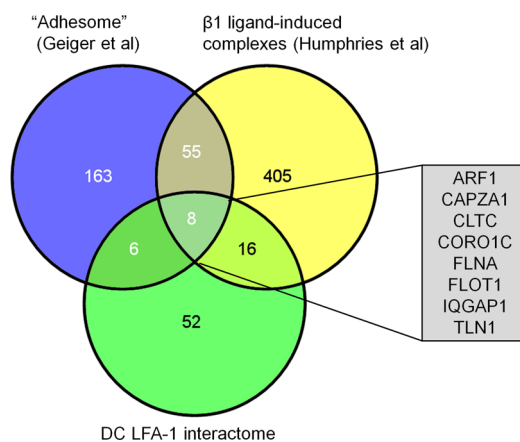 “Adhesome”
(Geiger et al)
β1 ligand-induced
complexes (Humphries et al)
163
55
405
8
6
16
52
ARF1
CAPZA1
CLTC
CORO1C
FLNA
FLOT1
IQGAP1
TLN1
DC LFA-1 interactome